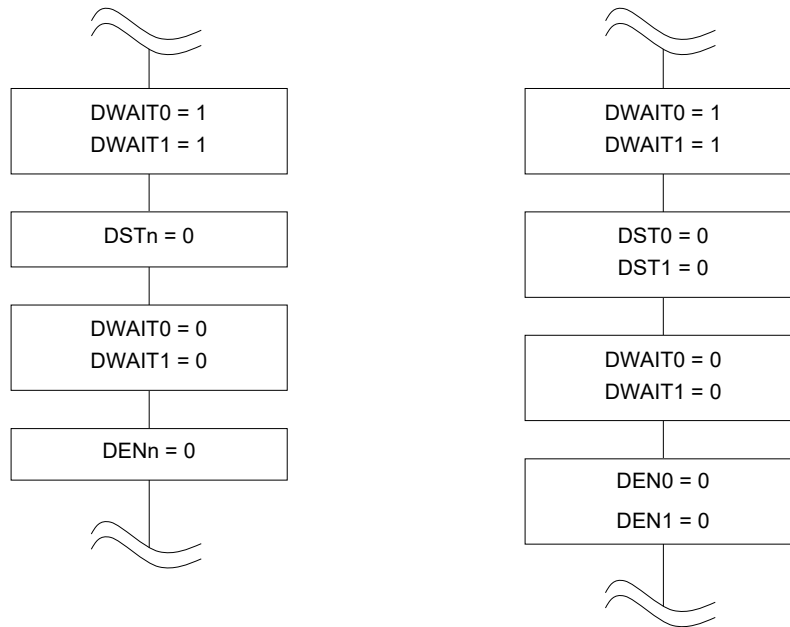 DWAIT0 = 1
DWAIT1 = 1
DSTn = 0
DWAIT0 = 0
DWAIT1 = 0
DENn = 0
DWAIT0 = 1
DWAIT1 = 1
DST0 = 0
DST1 = 0
DWAIT0 = 0
DWAIT1 = 0
DEN0 = 0
DEN1 = 0